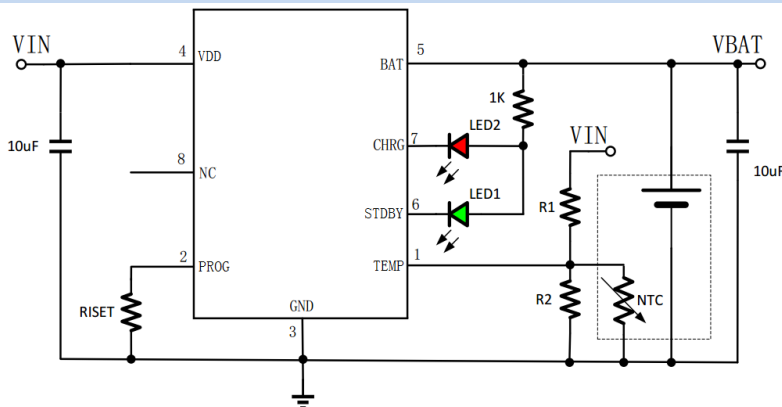 VIN
4
VDD
5
BAT
VBAT
1K
LED2
10uF
7
CHRG
VIN
8
NC
10uF
LED1
R1
6
STDBY
2
PROG
1
TEMP
RISET
GND
R2
NTC
3